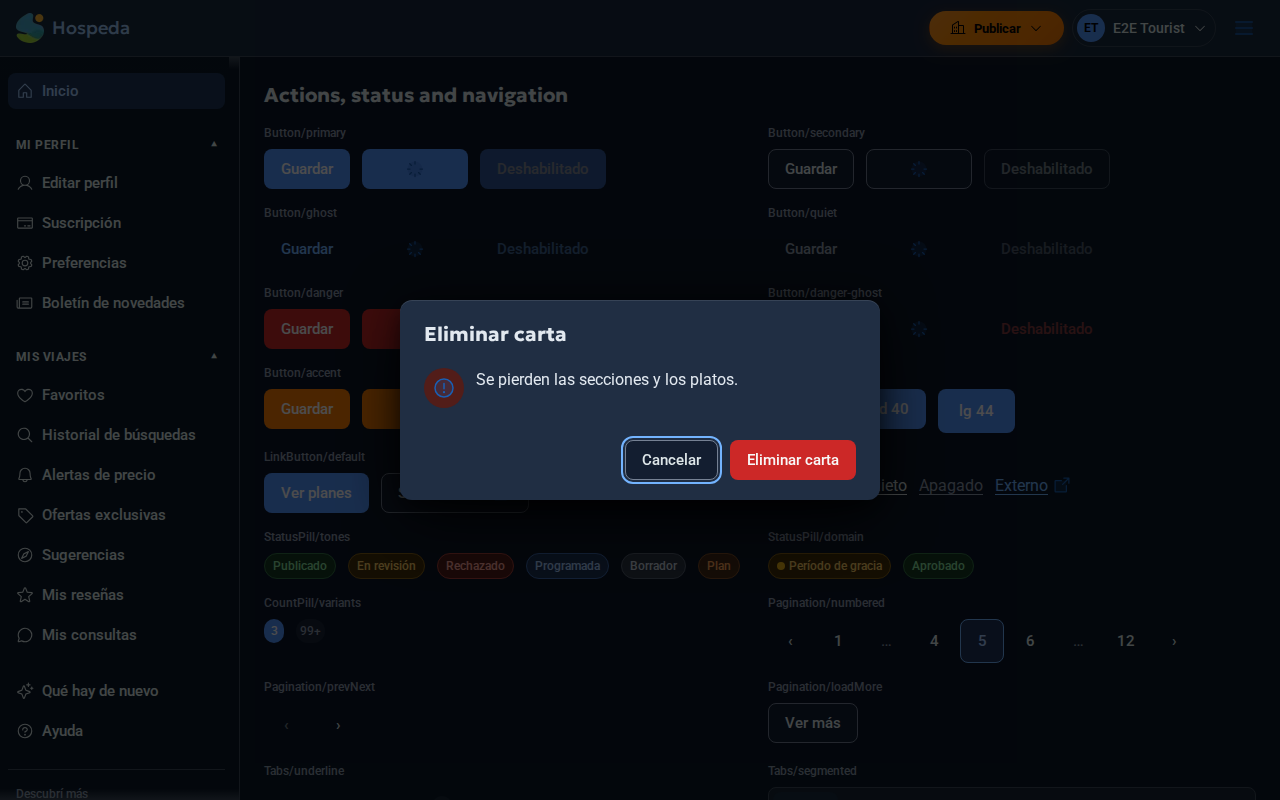 Hospeda
Publicar
ET E2E Tourist
Inicio
MI PERFIL
Editar perfil
Suscripción
Preferencias
Boletín de novedades
MIS VIAJES
Favoritos
Historial de búsquedas
Alertas de precio
Ofertas exclusivas
Sugerencias
Mis reseñas
Mis consultas
Qué hay de nuevo
Ayuda
Descubrí más
Actions, status and navigation
Button/primary
Guardar Deshabilitado
Button/secondary
Guardar Deshabilitado
Button/ghost
Guardar Deshabilitado
Button/quiet
Guardar Deshabilitado
Button/danger
Guardar
Button/danger-ghost
Deshabilitado
Button/accent
Guardar
40 lg 44
Eliminar carta
Se pierden las secciones y los platos.
Cancelar Eliminar carta
LinkButton/default
Ver planes
Apagado Externo
StatusPill/tones
Publicado En revisión Rechazado Programada Borrador Plan
StatusPill/domain
Período de gracia Aprobado
CountPill/variants
3 99+
Pagination/numbered
‹ 1 … 4 5 6 … 12 ›
Pagination/prevNext
‹ ›
Pagination/loadMore
Ver más
Tabs/underline
Tabs/segmented